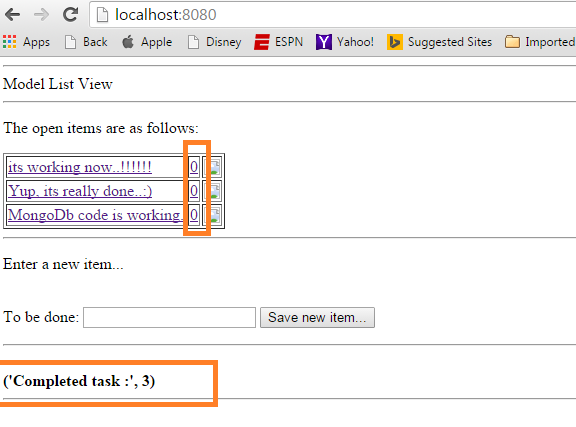 localhost:8080
Apps Back Apple Disney ESPN Yahoo! Suggested Sites Imported
Model List View
The open items are as follows:
its working now..!!!!!! 0
Yup, its really done..:) 0
MongoDb code is working. 0
Enter a new item...
To be done: Save new item...
('Completed task :', 3)